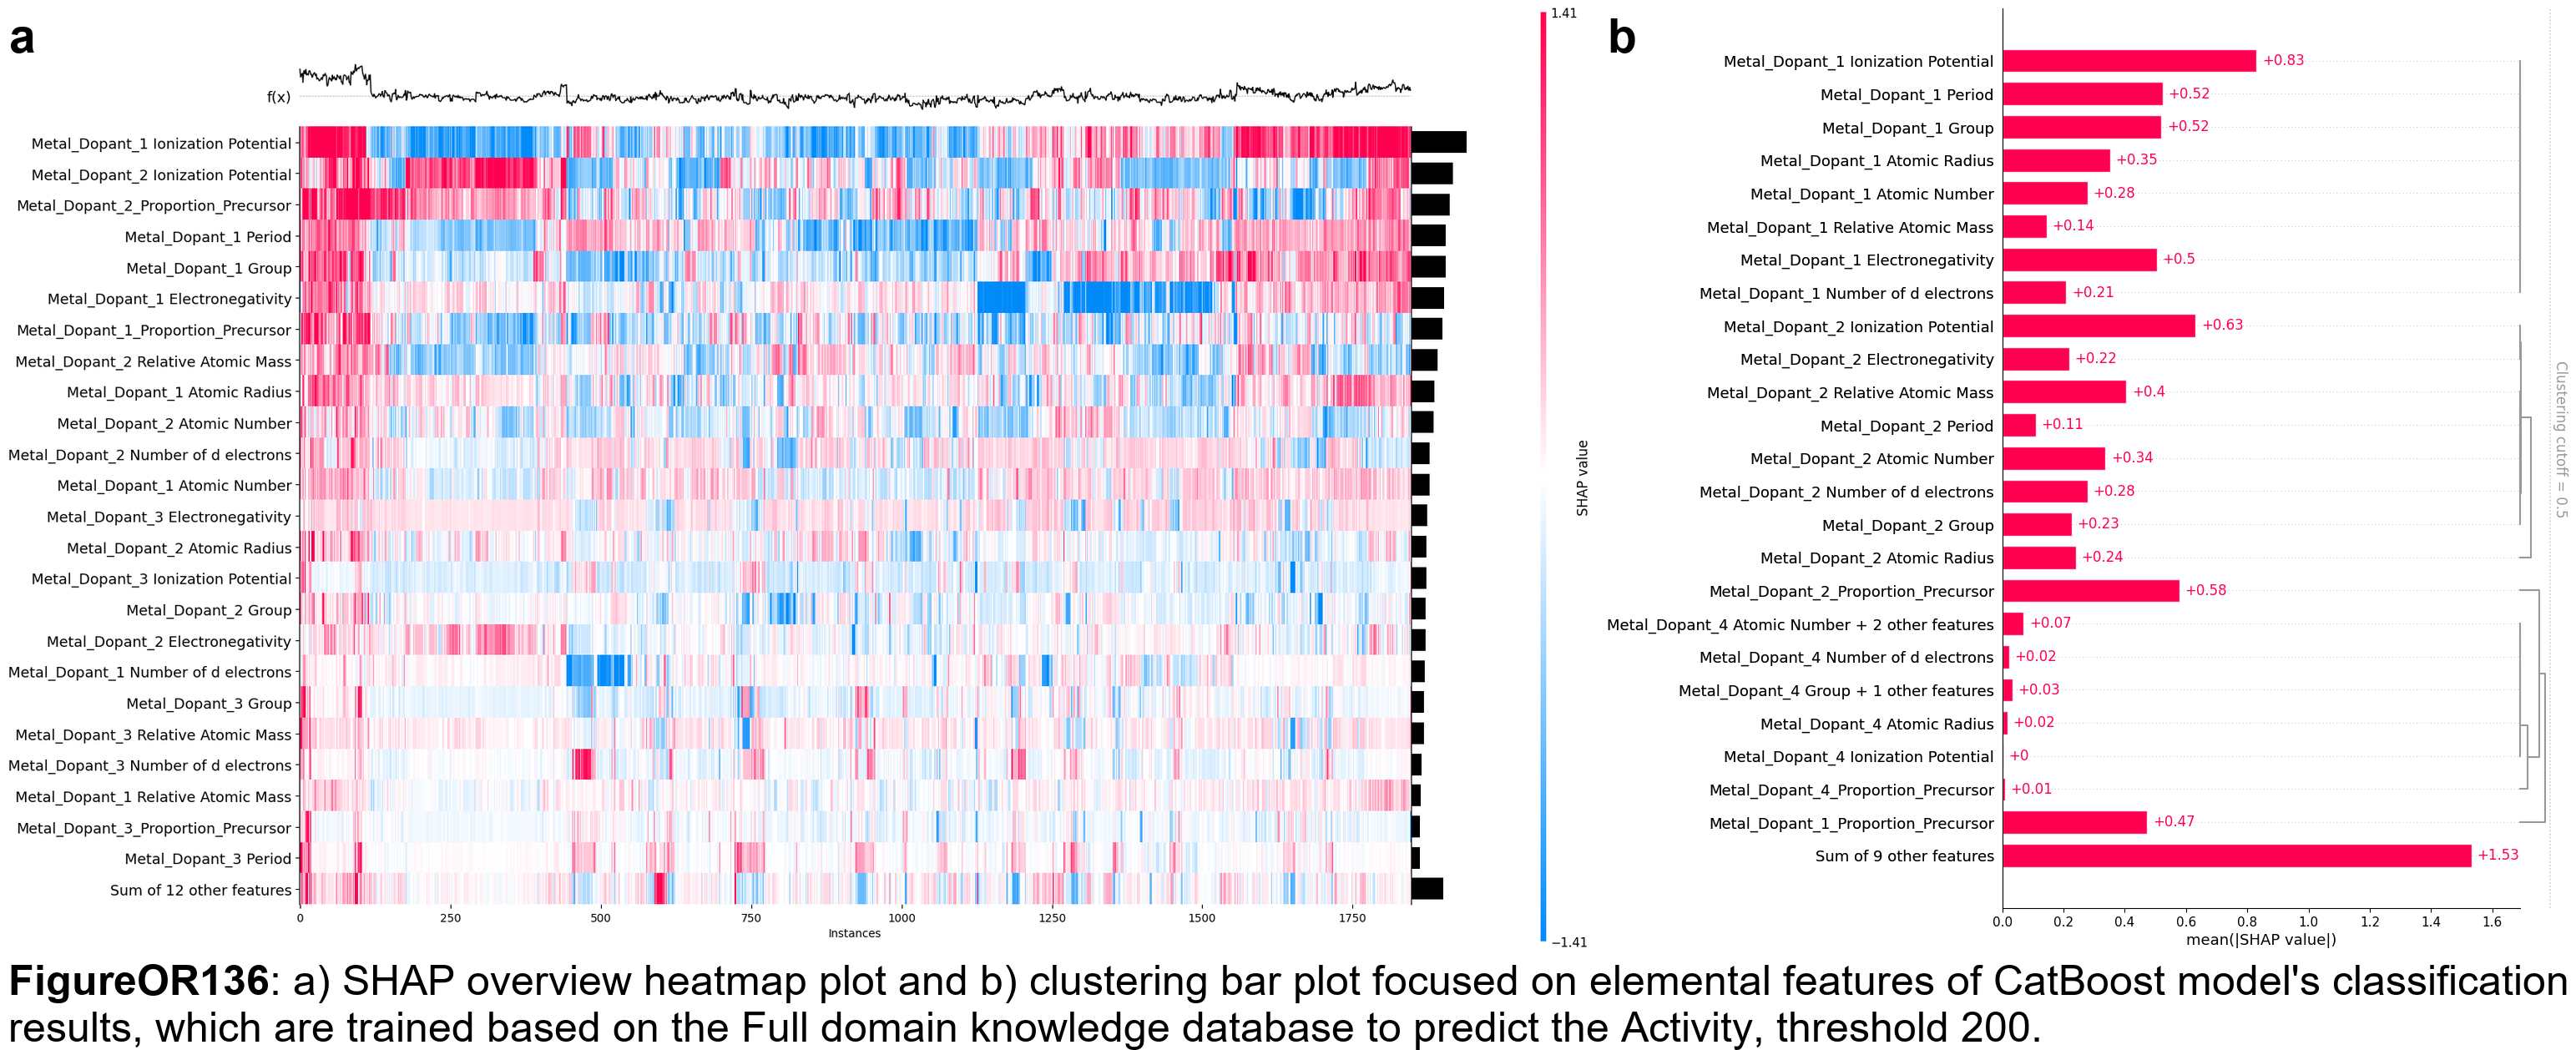 a
f(x)
Metal_Dopant_1 Ionization Potential
Metal_Dopant_2 Ionization Potential
Metal_Dopant_2_Proportion_Precursor
Metal_Dopant_1 Period
Metal_Dopant_1 Group
Metal_Dopant_1 Electronegativity
Metal_Dopant_1_Proportion_Precursor
Metal_Dopant_2 Relative Atomic Mass
Metal_Dopant_1 Atomic Radius
Metal_Dopant_2 Atomic Number
Metal_Dopant_2 Number of d electrons
Metal_Dopant_1 Atomic Number
Metal_Dopant_3 Electronegativity
Metal_Dopant_2 Atomic Radius
Metal_Dopant_3 Ionization Potential
Metal_Dopant_2 Group
Metal_Dopant_2 Electronegativity
Metal_Dopant_1 Number of d electrons
Metal_Dopant_3 Group
Metal_Dopant_3 Relative Atomic Mass
Metal_Dopant_3 Number of d electrons
Metal_Dopant_1 Relative Atomic Mass
Metal_Dopant_3_Proportion_Precursor
Metal_Dopant_3 Period
Sum of 12 other features
0 250 500 750 1000 1250 1500 1750
Instances
1.41
SHAP value
−1.41
b
Metal_Dopant_1 Ionization Potential +0.83
Metal_Dopant_1 Period +0.52
Metal_Dopant_1 Group +0.52
Metal_Dopant_1 Atomic Radius +0.35
Metal_Dopant_1 Atomic Number +0.28
Metal_Dopant_1 Relative Atomic Mass +0.14
Metal_Dopant_1 Electronegativity +0.5
Metal_Dopant_1 Number of d electrons +0.21
Metal_Dopant_2 Ionization Potential +0.63
Metal_Dopant_2 Electronegativity +0.22
Metal_Dopant_2 Relative Atomic Mass +0.4
Metal_Dopant_2 Period +0.11
Metal_Dopant_2 Atomic Number +0.34
Metal_Dopant_2 Number of d electrons +0.28
Metal_Dopant_2 Group +0.23
Metal_Dopant_2 Atomic Radius +0.24
Metal_Dopant_2_Proportion_Precursor +0.58
Metal_Dopant_4 Atomic Number + 2 other features +0.07
Metal_Dopant_4 Number of d electrons +0.02
Metal_Dopant_4 Group + 1 other features +0.03
Metal_Dopant_4 Atomic Radius +0.02
Metal_Dopant_4 Ionization Potential +0
Metal_Dopant_4_Proportion_Precursor +0.01
Metal_Dopant_1_Proportion_Precursor +0.47
Sum of 9 other features +1.53
0.0 0.2 0.4 0.6 0.8 1.0 1.2 1.4 1.6
mean(|SHAP value|)
Clustering cutoff = 0.5
FigureOR136: a) SHAP overview heatmap plot and b) clustering bar plot focused on elemental features of CatBoost model's classification
results, which are trained based on the Full domain knowledge database to predict the Activity, threshold 200.